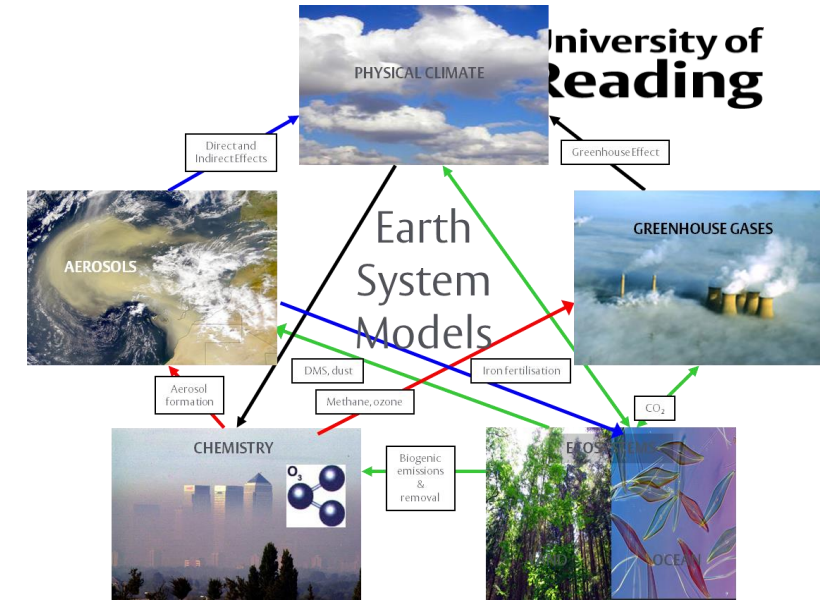 University of
Reading
PHYSICAL CLIMATE
Direct and
Indirect Effects
Greenhouse Effect
Earth
System
Models
GREENHOUSE GASES
AEROSOLS
DMS, dust
Iron fertilisation
Aerosol
formation
Methane, ozone
CO₂
CHEMISTRY
O₃
Biogenic
emissions
&
removal
OCEAN